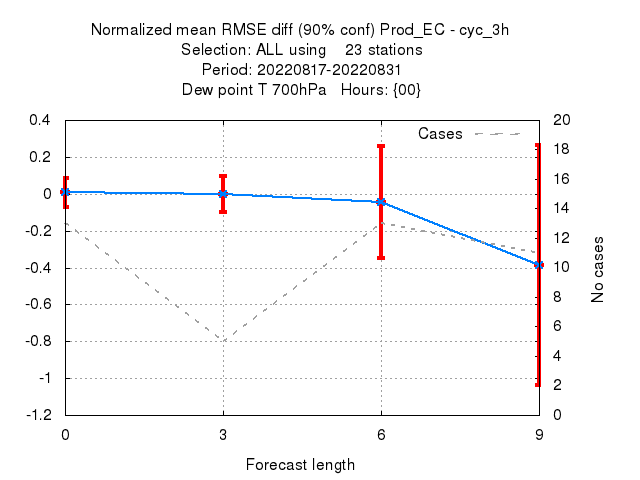 Normalized mean RMSE diff (90% conf) Prod_EC - cyc_3h
Selection: ALL using 23 stations
Period: 20220817-20220831
Dew point T 700hPa Hours: {00}
Cases
0.4
0.2
0
-0.2
-0.4
-0.6
-0.8
-1
-1.2
20
18
16
14
12
10
8
6
4
2
0
No cases
0 3 6 9
Forecast length